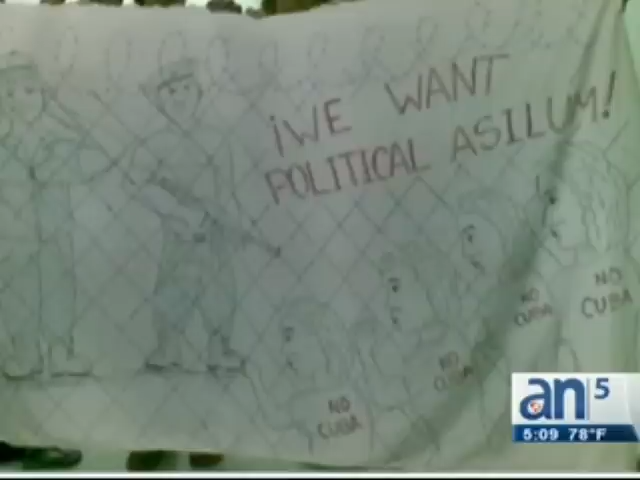 ¡WE WANT
POLITICAL ASILUM!
NO
CUBA
NO
CUBA
NO
CUBA
NO
CUBA
an 5
5:09 78°F